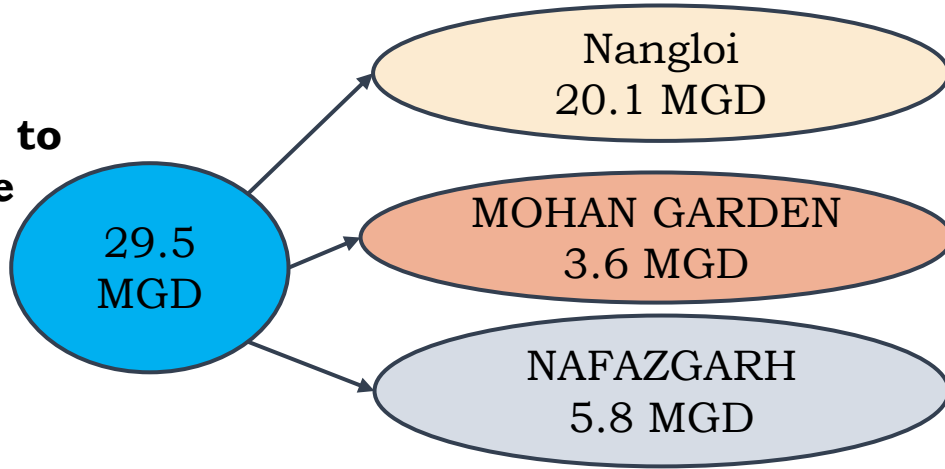 Nangloi
20.1 MGD
to
29.5
MGD
MOHAN GARDEN
3.6 MGD
NAFAZGARH
5.8 MGD